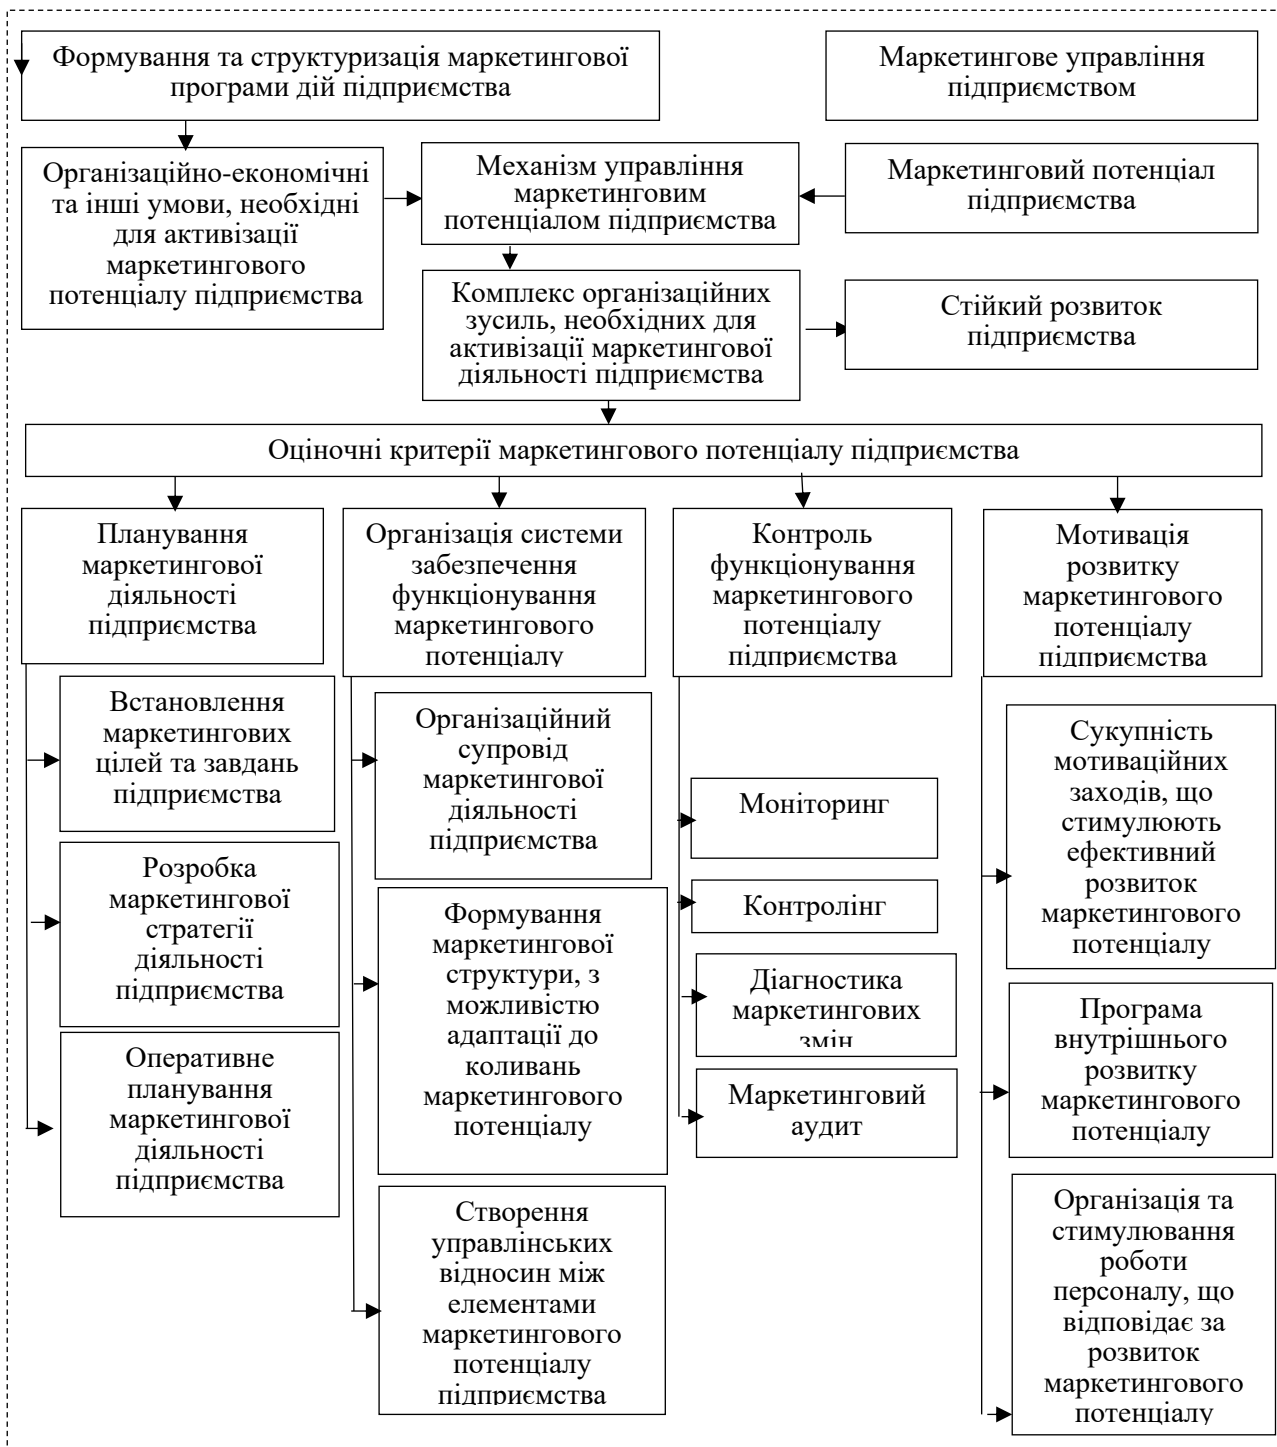 Формування та структуризація маркетингової
програми дій підприємства
Маркетингове управління
підприємством
Організаційно-економічні
та інші умови, необхідні
для активізації
маркетингового
потенціалу підприємства
Механізм управління
маркетинговим
потенціалом підприємства
Маркетинговий потенціал
підприємства
Комплекс організаційних
зусиль, необхідних для
активізації маркетингової
діяльності підприємства
Стійкий розвиток
підприємства
Оціночні критерії маркетингового потенціалу підприємства
Планування
маркетингової
діяльності
підприємства
Організація системи
забезпечення
функціонування
маркетингового
потенціалу
Контроль
функціонування
маркетингового
потенціалу
підприємства
Мотивація
розвитку
маркетингового
потенціалу
підприємства
Встановлення
маркетингових
цілей та завдань
підприємства
Розробка
маркетингової
стратегії
діяльності
підприємства
Оперативне
планування
маркетингової
діяльності
підприємства
Організаційний
супровід
маркетингової
діяльності
підприємства
Формування
маркетингової
структури, з
можливістю
адаптації до
коливань
маркетингового
потенціалу
Створення
управлінських
відносин між
елементами
маркетингового
потенціалу
підприємства
Моніторинг
Контролінг
Діагностика
маркетингових
змін
Маркетинговий
аудит
Сукупність
мотиваційних
заходів, що
стимулюють
ефективний
розвиток
маркетингового
потенціалу
Програма
внутрішнього
розвитку
маркетингового
потенціалу
Організація та
стимулювання
роботи
персоналу, що
відповідає за
розвиток
маркетингового
потенціалу